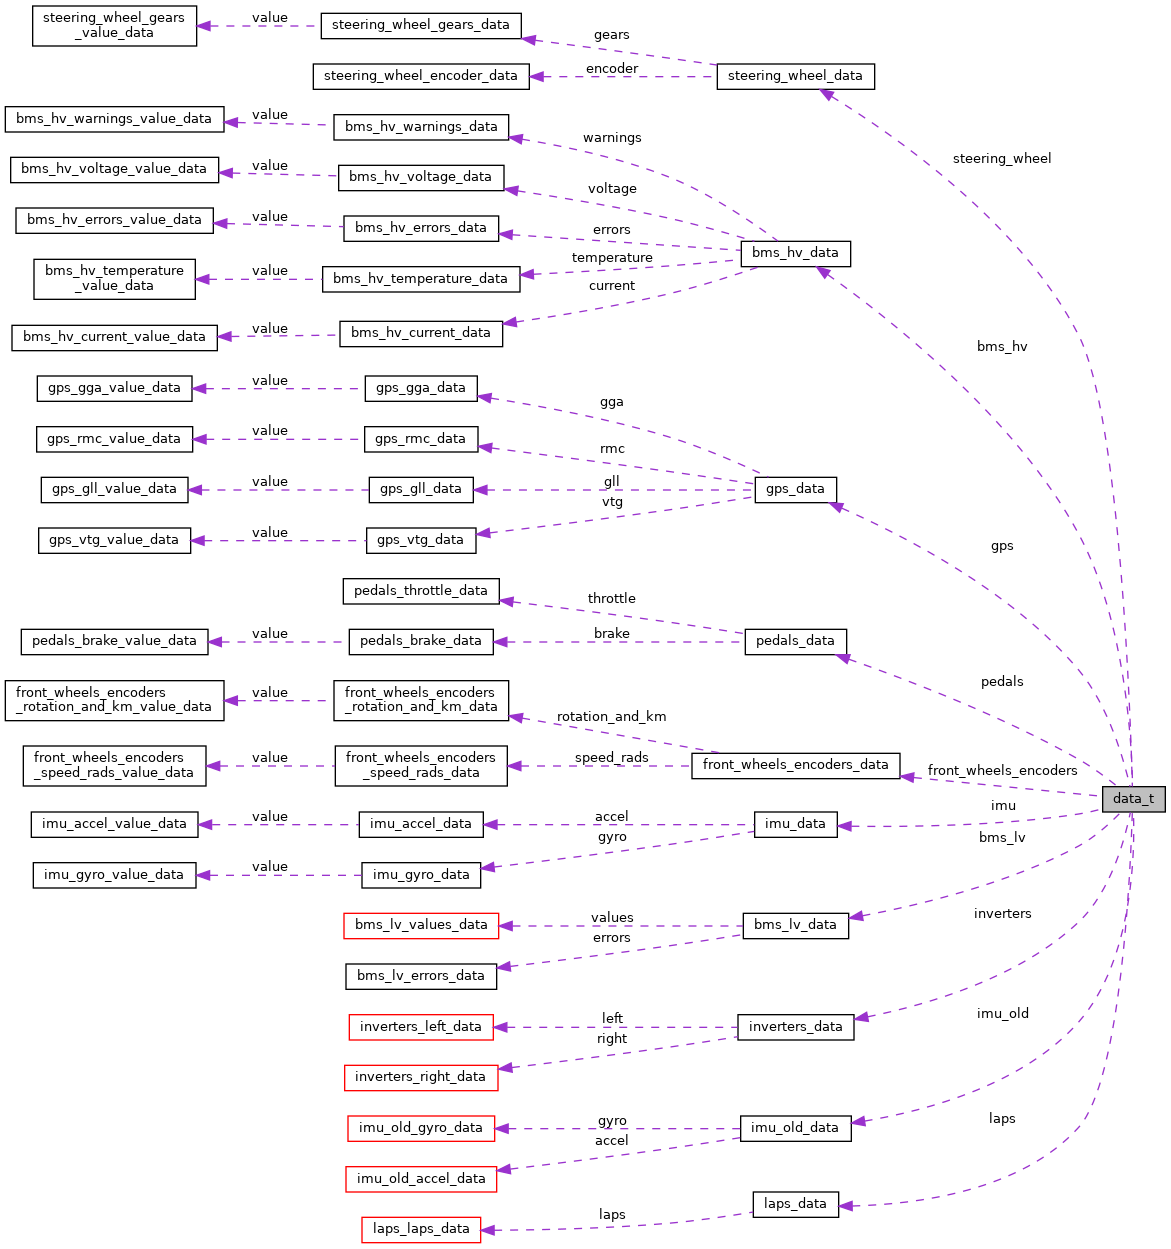 steering_wheel_gears
_value_data
value
steering_wheel_gears_data
gears
steering_wheel_encoder_data
encoder
steering_wheel_data
steering_wheel
bms_hv_warnings_value_data
value
bms_hv_warnings_data
warnings
bms_hv_voltage_value_data
value
bms_hv_voltage_data
voltage
bms_hv_errors_value_data
value
bms_hv_errors_data
errors
bms_hv_data
bms_hv_temperature
_value_data
value
bms_hv_temperature_data
temperature
bms_hv_current_value_data
value
bms_hv_current_data
current
bms_hv
gps_gga_value_data
value
gps_gga_data
gga
gps_rmc_value_data
value
gps_rmc_data
rmc
gps_gll_value_data
value
gps_gll_data
gll
gps_data
gps_vtg_value_data
value
gps_vtg_data
vtg
gps
pedals_throttle_data
throttle
pedals_brake_value_data
value
pedals_brake_data
brake
pedals_data
pedals
front_wheels_encoders
_rotation_and_km_value_data
value
front_wheels_encoders
_rotation_and_km_data
rotation_and_km
front_wheels_encoders
_speed_rads_value_data
value
front_wheels_encoders
_speed_rads_data
speed_rads
front_wheels_encoders_data
front_wheels_encoders
data_t
imu_accel_value_data
value
imu_accel_data
accel
imu_data
imu
imu_gyro_value_data
value
imu_gyro_data
gyro
bms_lv
bms_lv_values_data
values
bms_lv_data
bms_lv_errors_data
errors
inverters
inverters_left_data
left
inverters_data
inverters_right_data
right
imu_old
imu_old_gyro_data
gyro
imu_old_data
imu_old_accel_data
accel
laps
laps_data
laps_laps_data
laps